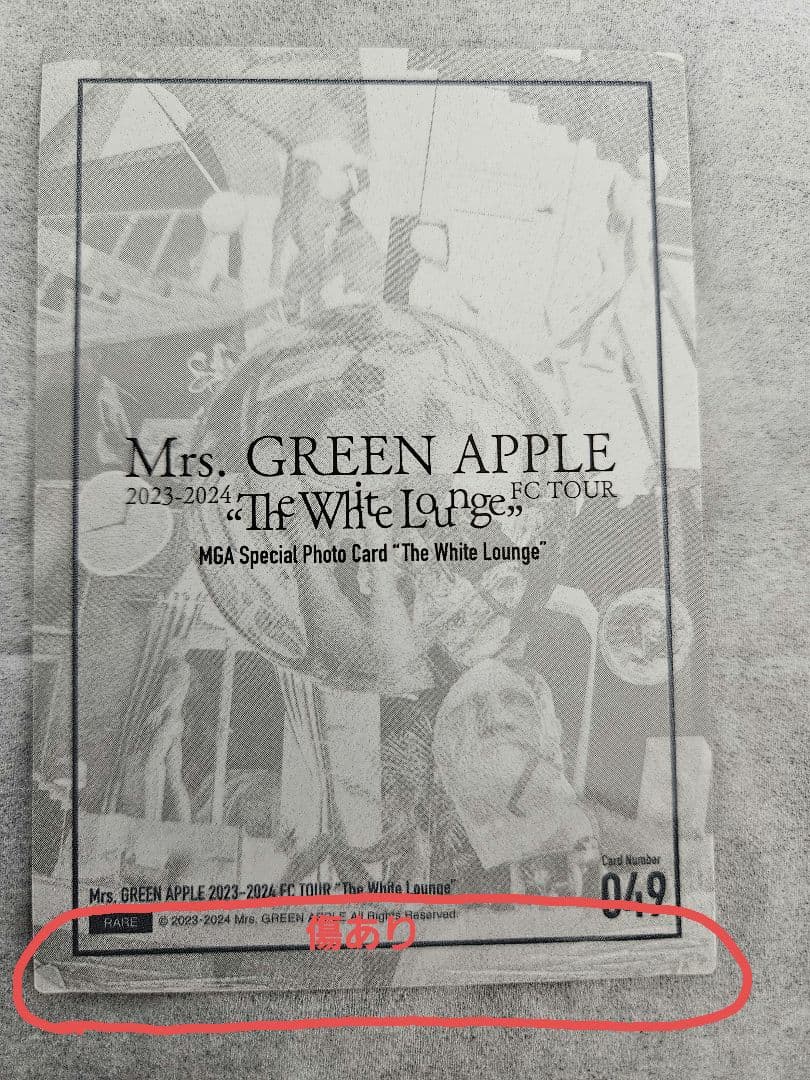 Mrs. GREEN APPLE
2023-2024 “The White Lounge” FC TOUR
MGA Special Photo Card “The White Lounge”
Card Number
049
Mrs. GREEN APPLE 2023-2024 FC TOUR “The White Lounge”
RARE © 2023-2024 Mrs. GREEN APPLE All Rights Reserved.
傷あり